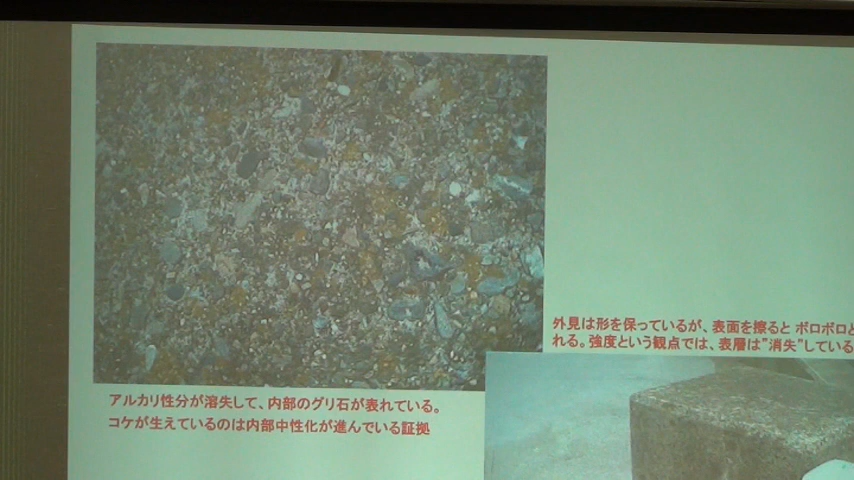 外見は形を保っているが、表面を擦ると ボロボロと
れる。強度という観点では、表層は"消失"している
アルカリ性分が溶失して、内部のグリ石が表れている。
コケが生えているのは内部中性化が進んでいる証拠